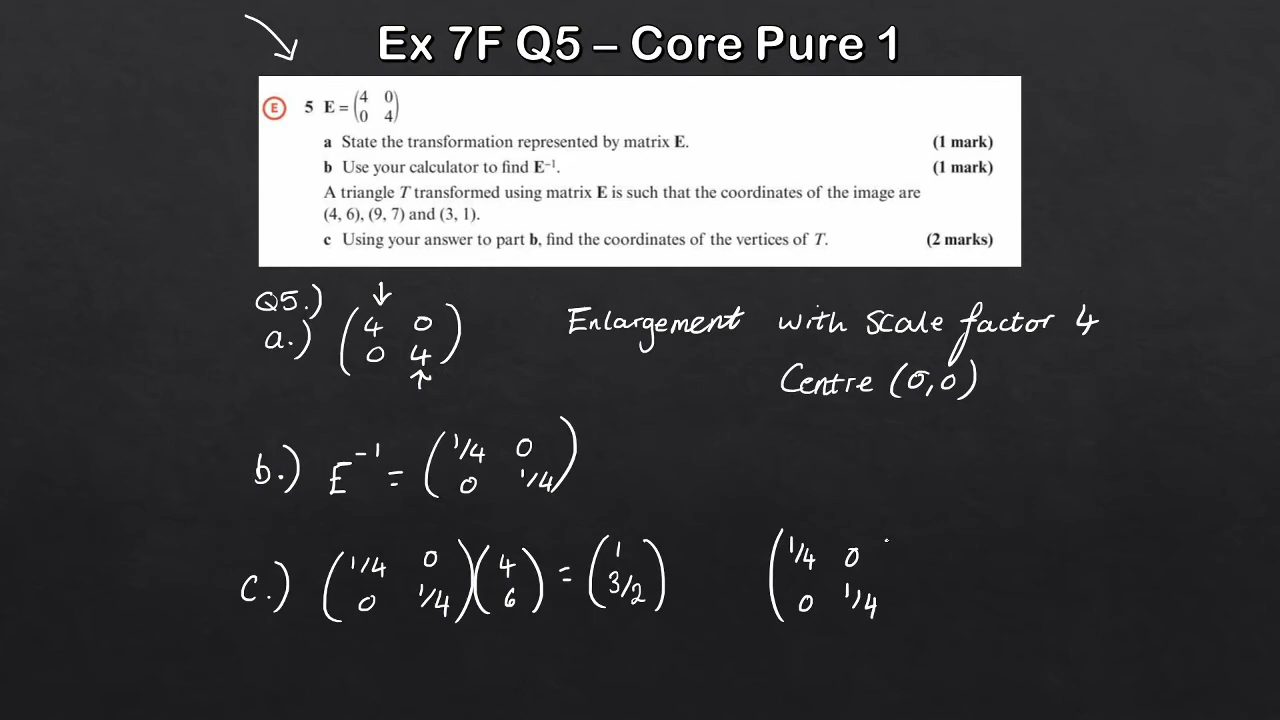 Ex 7F Q5 – Core Pure 1
E 5 E = (4 0
0 4)
a State the transformation represented by matrix E. (1 mark)
b Use your calculator to find E⁻¹. (1 mark)
A triangle T transformed using matrix E is such that the coordinates of the image are
(4, 6), (9, 7) and (3, 1).
c Using your answer to part b, find the coordinates of the vertices of T. (2 marks)
Q5.)
a.) (4 0
0 4)
Enlargement with scale factor 4
Centre (0,0)
b.) E⁻¹ = (1/4 0
0 1/4)
c.) (1/4 0
0 1/4) (4
6) = (1
3/2)
(1/4 0
0 1/4